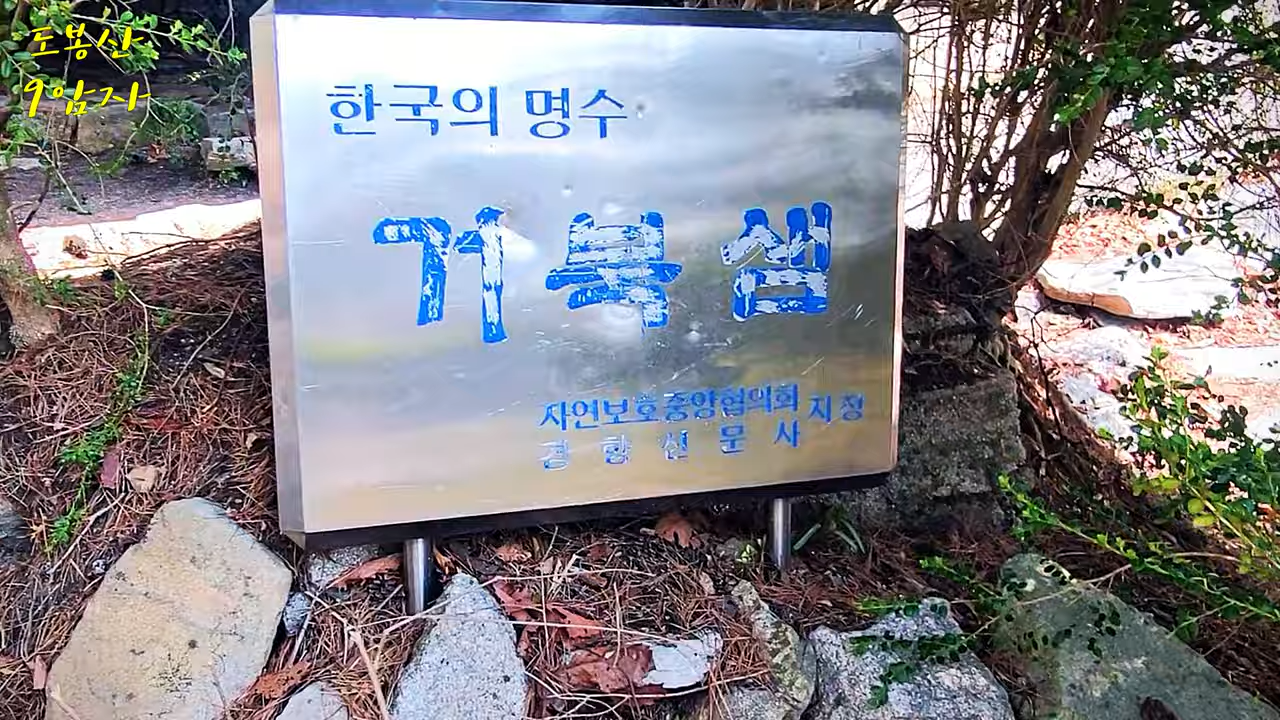 도봉산
9암자
한국의 명수
거북샘
자연보호중앙협의회 지정
경향신문사